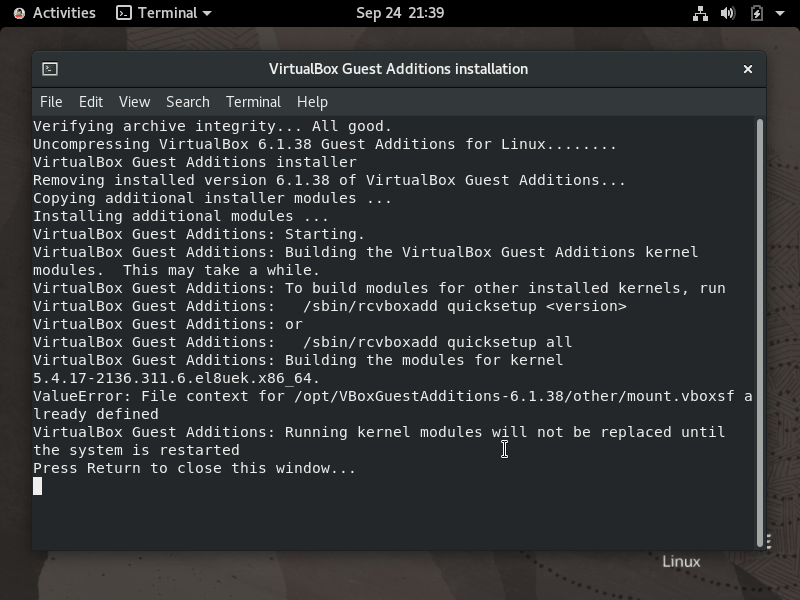 Activities Terminal Sep 24 21:39
VirtualBox Guest Additions installation
File Edit View Search Terminal Help
Verifying archive integrity... All good.
Uncompressing VirtualBox 6.1.38 Guest Additions for Linux........
VirtualBox Guest Additions installer
Removing installed version 6.1.38 of VirtualBox Guest Additions...
Copying additional installer modules ...
Installing additional modules ...
VirtualBox Guest Additions: Starting.
VirtualBox Guest Additions: Building the VirtualBox Guest Additions kernel
modules.  This may take a while.
VirtualBox Guest Additions: To build modules for other installed kernels, run
VirtualBox Guest Additions:   /sbin/rcvboxadd quicksetup <version>
VirtualBox Guest Additions: or
VirtualBox Guest Additions:   /sbin/rcvboxadd quicksetup all
VirtualBox Guest Additions: Building the modules for kernel
5.4.17-2136.311.6.el8uek.x86_64.
ValueError: File context for /opt/VBoxGuestAdditions-6.1.38/other/mount.vboxsf a
lready defined
VirtualBox Guest Additions: Running kernel modules will not be replaced until
the system is restarted
Press Return to close this window...
Linux